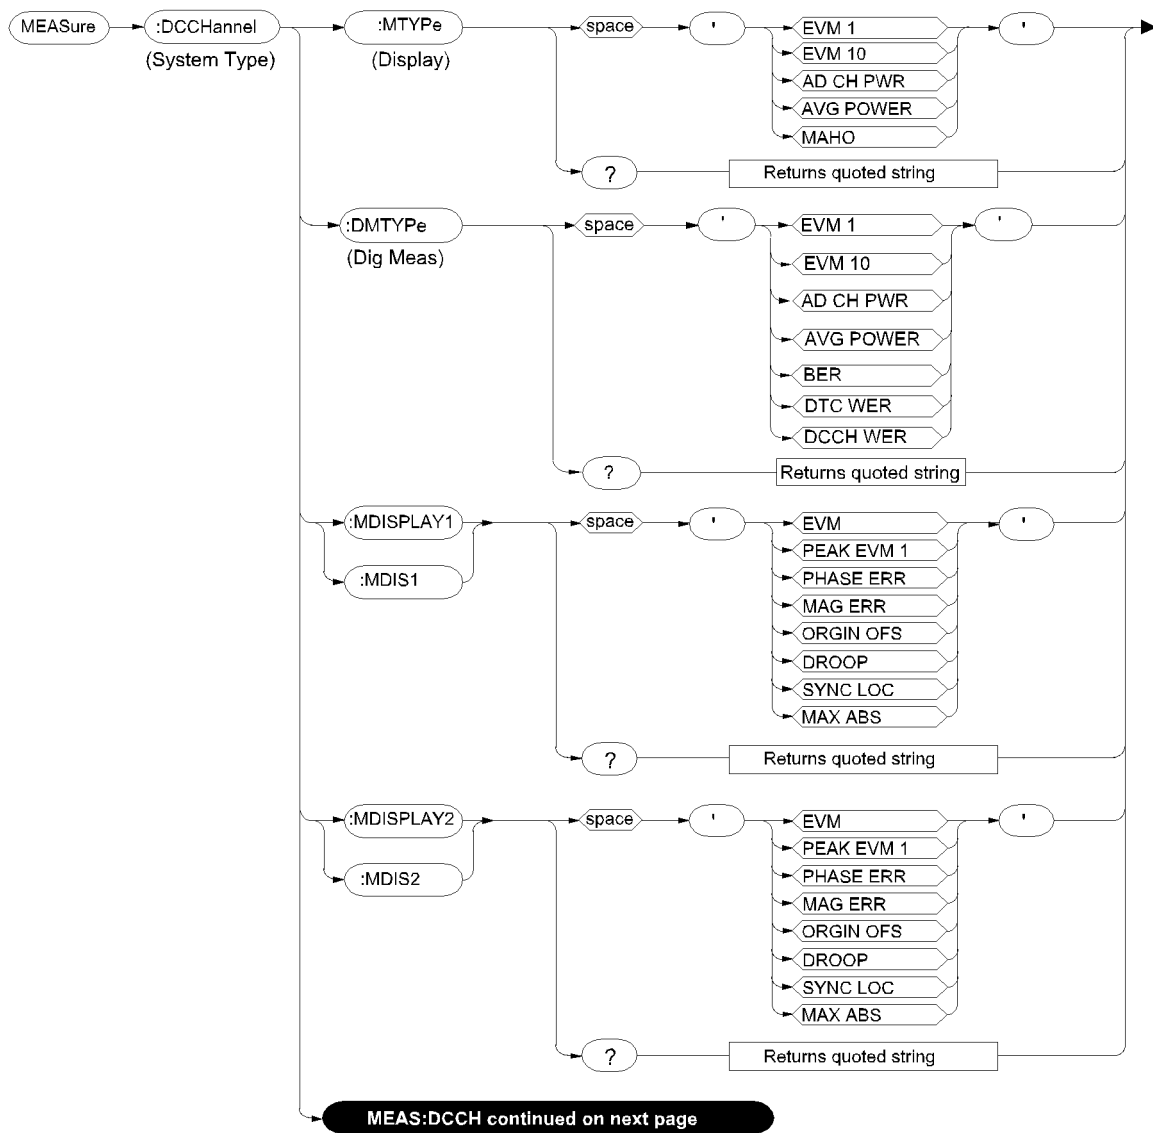 MEASure :DCCHannel :MTYPe space ' EVM 1 '
(System Type) (Display)
EVM 10
AD CH PWR
AVG POWER
MAHO
? Returns quoted string
:DMTYPe space ' EVM 1 '
(Dig Meas)
EVM 10
AD CH PWR
AVG POWER
BER
DTC WER
DCCH WER
? Returns quoted string
:MDISPLAY1 space ' EVM '
PEAK EVM 1
:MDIS1 PHASE ERR
MAG ERR
ORGIN OFS
DROOP
SYNC LOC
MAX ABS
? Returns quoted string
:MDISPLAY2 space ' EVM '
PEAK EVM 1
:MDIS2 PHASE ERR
MAG ERR
ORGIN OFS
DROOP
SYNC LOC
MAX ABS
? Returns quoted string
MEAS:DCCH continued on next page